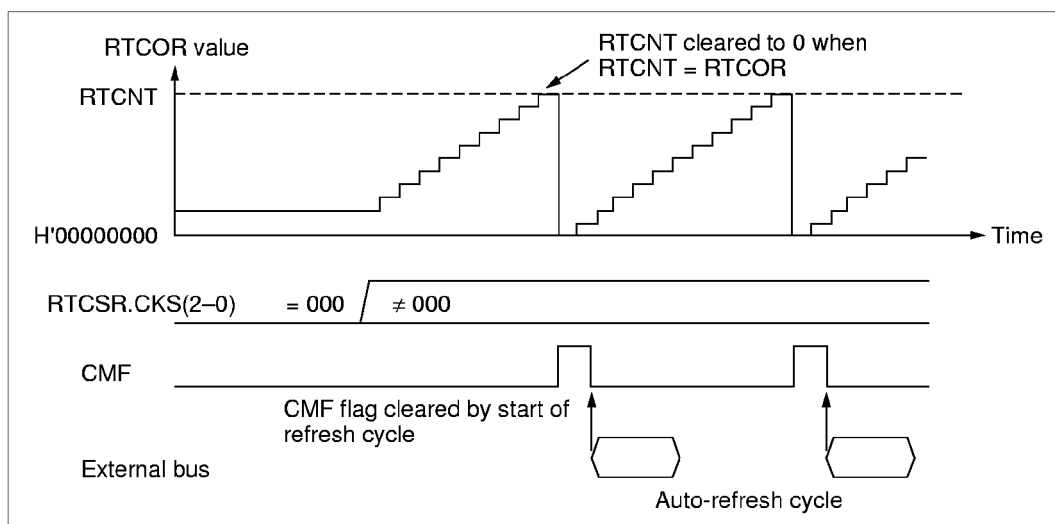 RTCOR value
RTCNT cleared to 0 when
RTCNT = RTCOR
RTCNT
H'00000000
Time
RTCSR.CKS(2–0) = 000 ≠ 000
CMF
CMF flag cleared by start of
refresh cycle
External bus
Auto-refresh cycle